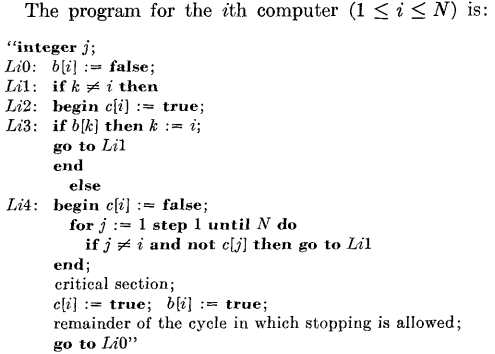 The program for the ith computer (1 ≤ i ≤ N) is:
“integer j;
Li0: b[i] := false;
Li1: if k ≠ i then
Li2: begin c[i] := true;
Li3: if b[k] then k := i;
go to Li1
end
else
Li4: begin c[i] := false;
for j := 1 step 1 until N do
if j ≠ i and not c[j] then go to Li1
end;
critical section;
c[i] := true; b[i] := true;
remainder of the cycle in which stopping is allowed;
go to Li0”